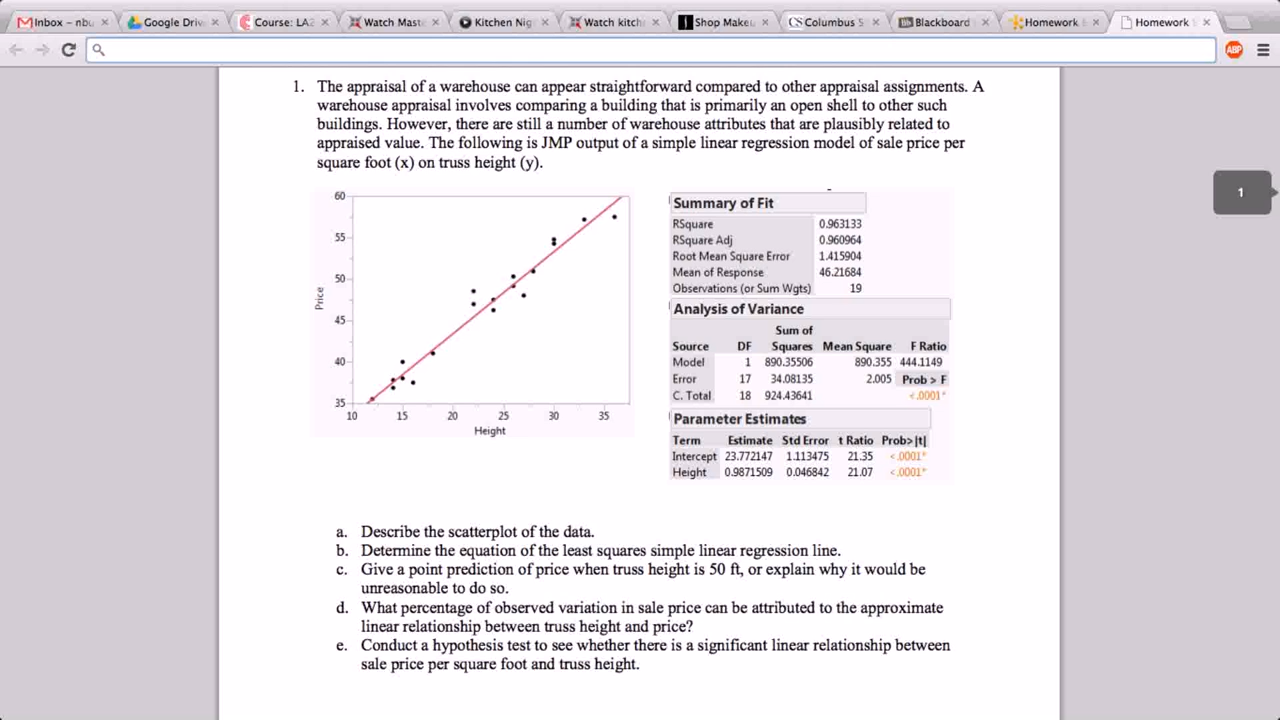 Inbox – nbu
Google Driv
Course: LA2
Watch Mast
Kitchen Nig
Watch kitch
Shop Makeu
CS Columbus S
Bb Blackboard
Homework
Homework
ABP
1. The appraisal of a warehouse can appear straightforward compared to other appraisal assignments. A
warehouse appraisal involves comparing a building that is primarily an open shell to other such
buildings. However, there are still a number of warehouse attributes that are plausibly related to
appraised value. The following is JMP output of a simple linear regression model of sale price per
square foot (x) on truss height (y).
1
60
55
50
45
40
35
Price
10 15 20 25 30 35
Height
Summary of Fit
RSquare 0.963133
RSquare Adj 0.960964
Root Mean Square Error 1.415904
Mean of Response 46.21684
Observations (or Sum Wgts) 19
Analysis of Variance
Sum of
Source DF Squares Mean Square F Ratio
Model 1 890.35506 890.355 444.1149
Error 17 34.08135 2.005 Prob > F
C. Total 18 924.43641 <.0001*
Parameter Estimates
Term Estimate Std Error t Ratio Prob>|t|
Intercept 23.772147 1.113475 21.35 <.0001*
Height 0.9871509 0.046842 21.07 <.0001*
a. Describe the scatterplot of the data.
b. Determine the equation of the least squares simple linear regression line.
c. Give a point prediction of price when truss height is 50 ft, or explain why it would be
unreasonable to do so.
d. What percentage of observed variation in sale price can be attributed to the approximate
linear relationship between truss height and price?
e. Conduct a hypothesis test to see whether there is a significant linear relationship between
sale price per square foot and truss height.